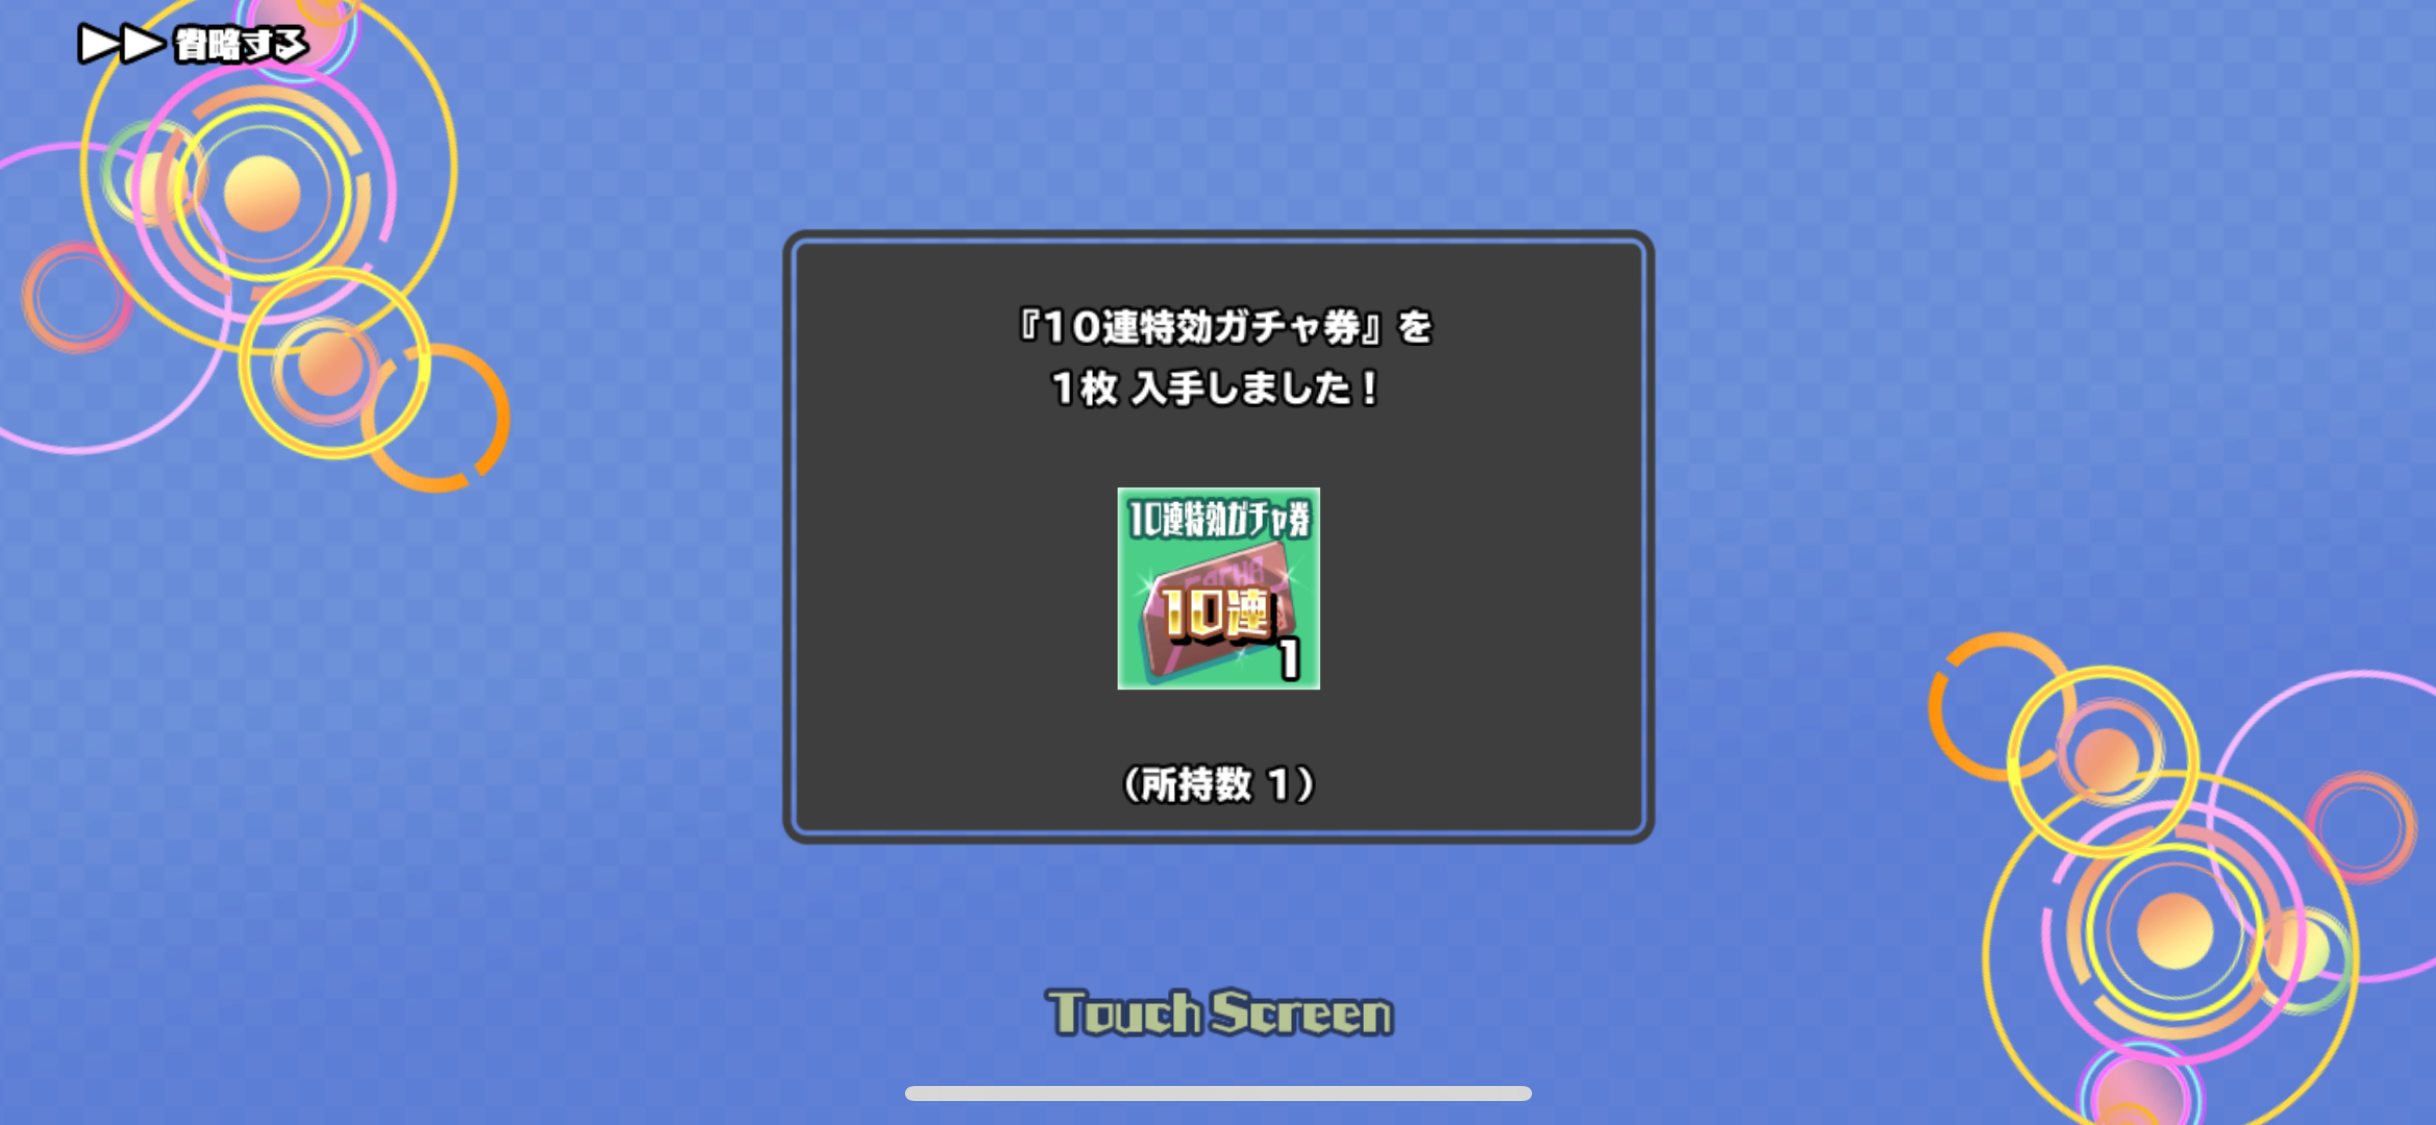 省略する
『10連特効ガチャ券』を
1枚 入手しました！
10連特効ガチャ券
GACHA
10連
1
（所持数 1）
Touch Screen